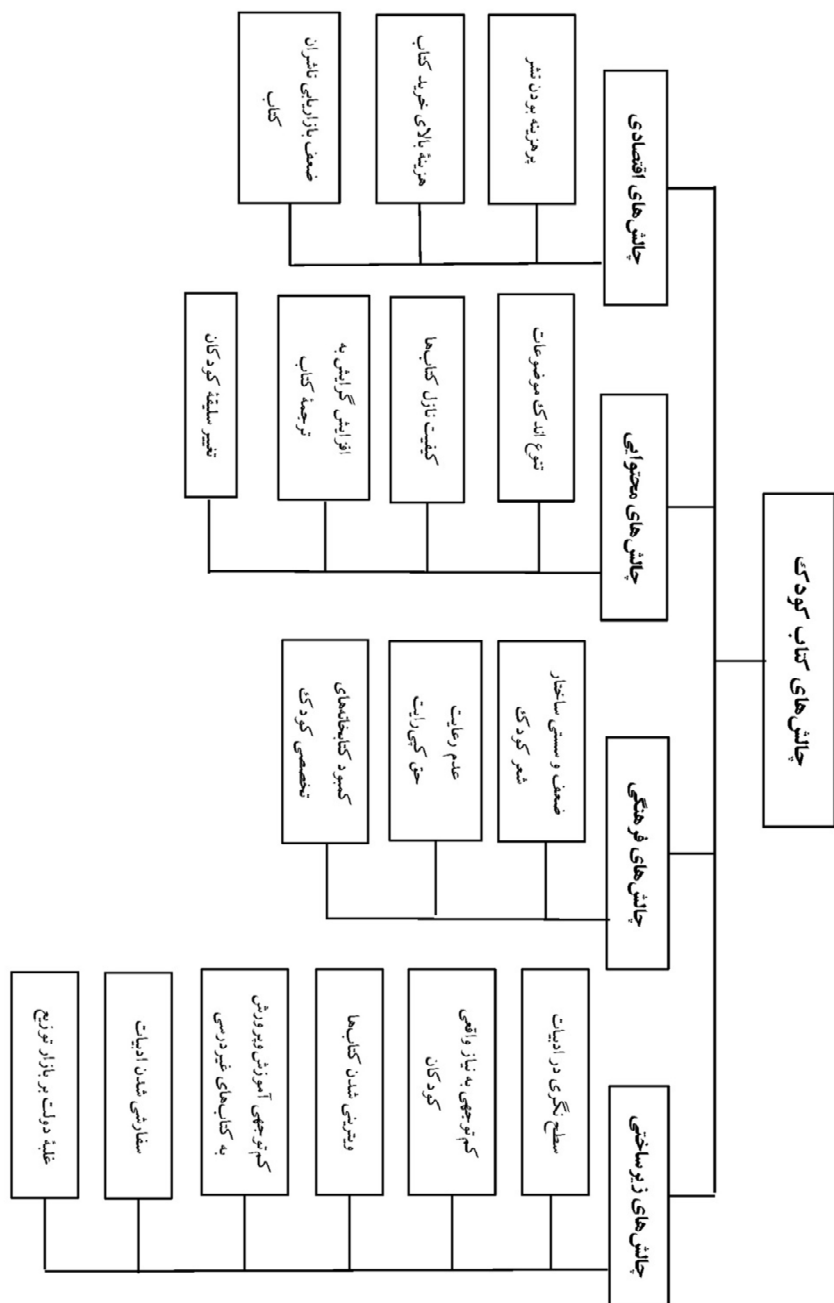 چالش‌های کتاب کودک
چالش‌های اقتصادی
پرهزینه بودن نشر
هزینهٔ بالای خرید کتاب
ضعف بازاریابی ناشران
کتاب
چالش‌های محتوایی
تنوع اندک موضوعات
کیفیت نازل کتاب‌ها
افزایش گرایش به
ترجمهٔ کتاب
تغییر سلیقهٔ کودکان
چالش‌های فرهنگی
ضعف و سستی ساختار
شعر کودک
عدم رعایت
حق کپی‌رایت
کمبود کتابخانه‌های
تخصصی کودک
چالش‌های زیرساختی
سطح نگری در ادبیات
کم‌توجهی به نیاز واقعی
کودکان
ویترینی شدن کتاب‌ها
کم‌توجهی آموزش‌وپرورش
به کتاب‌های غیردرسی
سفارشی شدن ادبیات
غلبهٔ دولت بر بازار توزیع